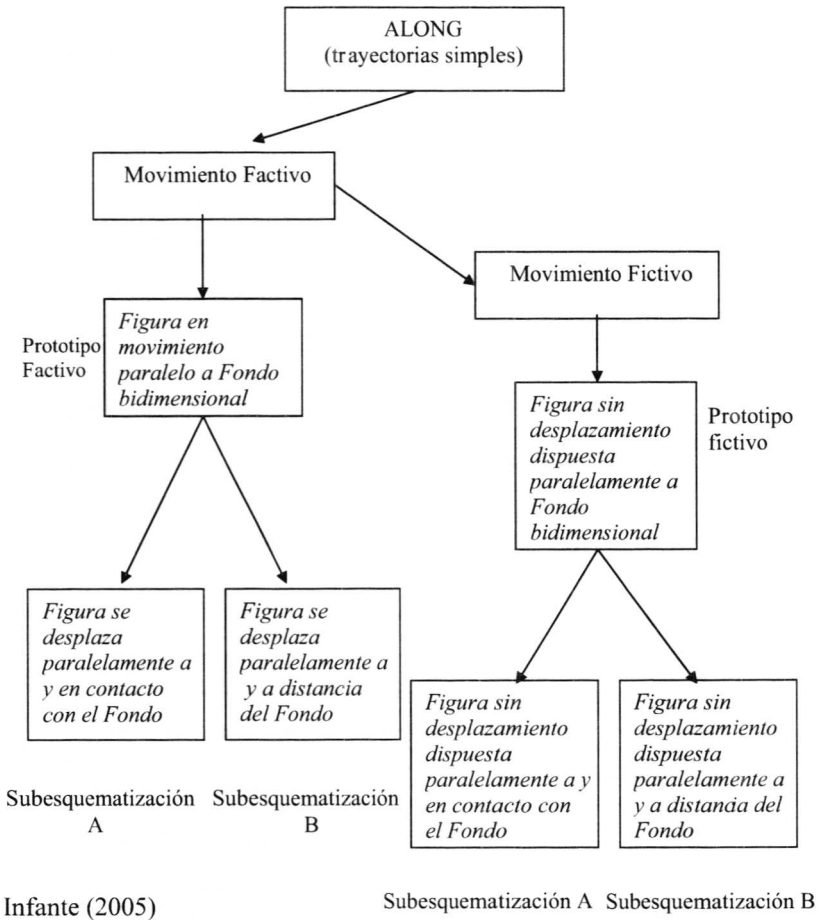 ALONG
(trayectorias simples)
Movimiento Factivo
Movimiento Fictivo
Prototipo
Factivo
Figura en
movimiento
paralelo a Fondo
bidimensional
Figura sin
desplazamiento
dispuesta
paralelamente a
Fondo
bidimensional
Prototipo
fictivo
Figura se
desplaza
paralelamente a
y en contacto
con el Fondo
Figura se
desplaza
paralelamente a
y a distancia
del Fondo
Subesquematización
A
Subesquematización
B
Figura sin
desplazamiento
dispuesta
paralelamente a y
en contacto con
el Fondo
Figura sin
desplazamiento
dispuesta
paralelamente a
y a distancia del
Fondo
Subesquematización A
Subesquematización B
Infante (2005)